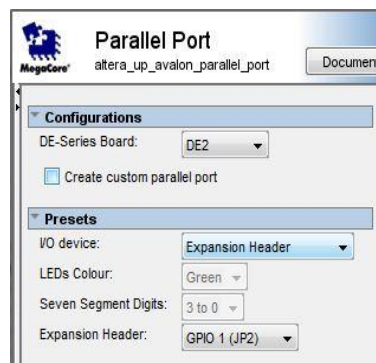 Parallel Port
MegaCore®
altera_up_avalon_parallel_port
Documen
Configurations
DE-Series Board: DE2
Create custom parallel port
Presets
I/O device: Expansion Header
LEDs Colour: Green
Seven Segment Digits: 3 to 0
Expansion Header: GPIO 1 (JP2)